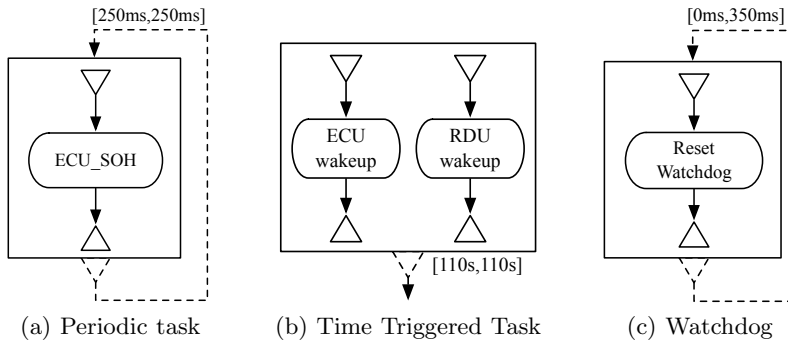 [250ms,250ms]
[0ms,350ms]
ECU_SOH
ECU
wakeup
RDU
wakeup
Reset
Watchdog
[110s,110s]
(a) Periodic task
(b) Time Triggered Task
(c) Watchdog